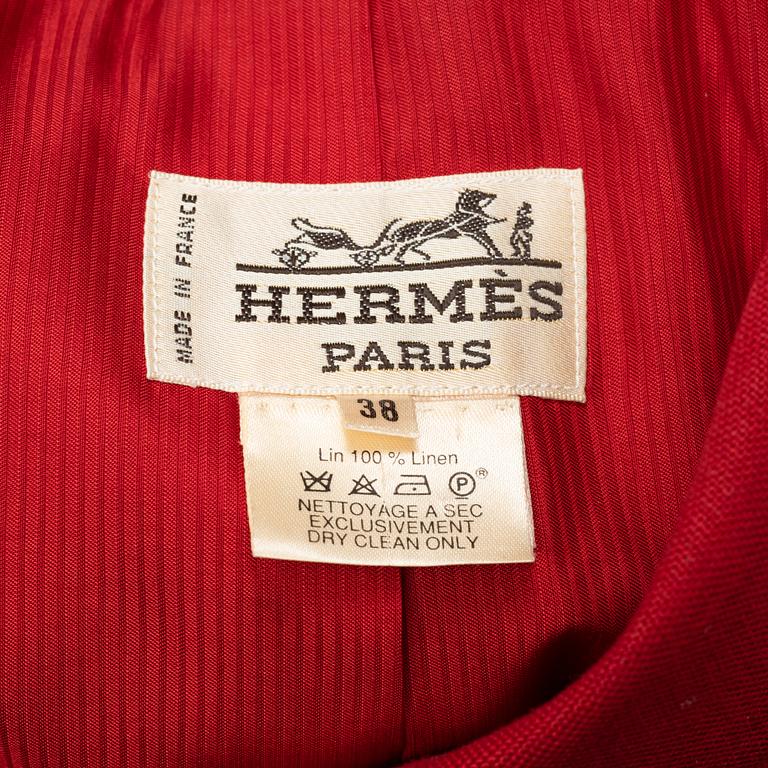 MADE IN FRANCE
HERMÈS
PARIS
38
Lin 100 % Linen
P ®
NETTOYAGE A SEC
EXCLUSIVEMENT
DRY CLEAN ONLY